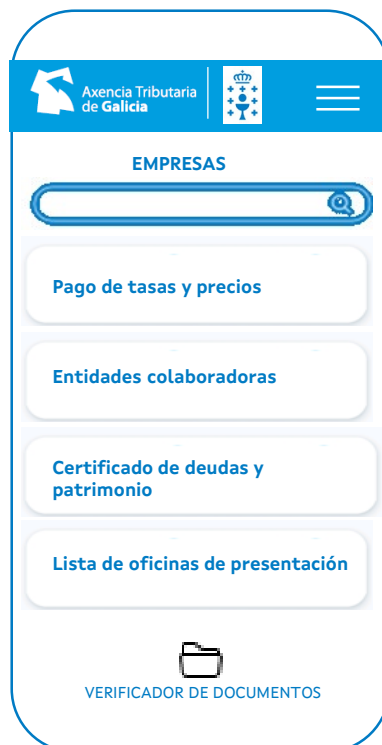 Axencia Tributaria
de Galicia
EMPRESAS
Pago de tasas y precios
Entidades colaboradoras
Certificado de deudas y
patrimonio
Lista de oficinas de presentación
VERIFICADOR DE DOCUMENTOS